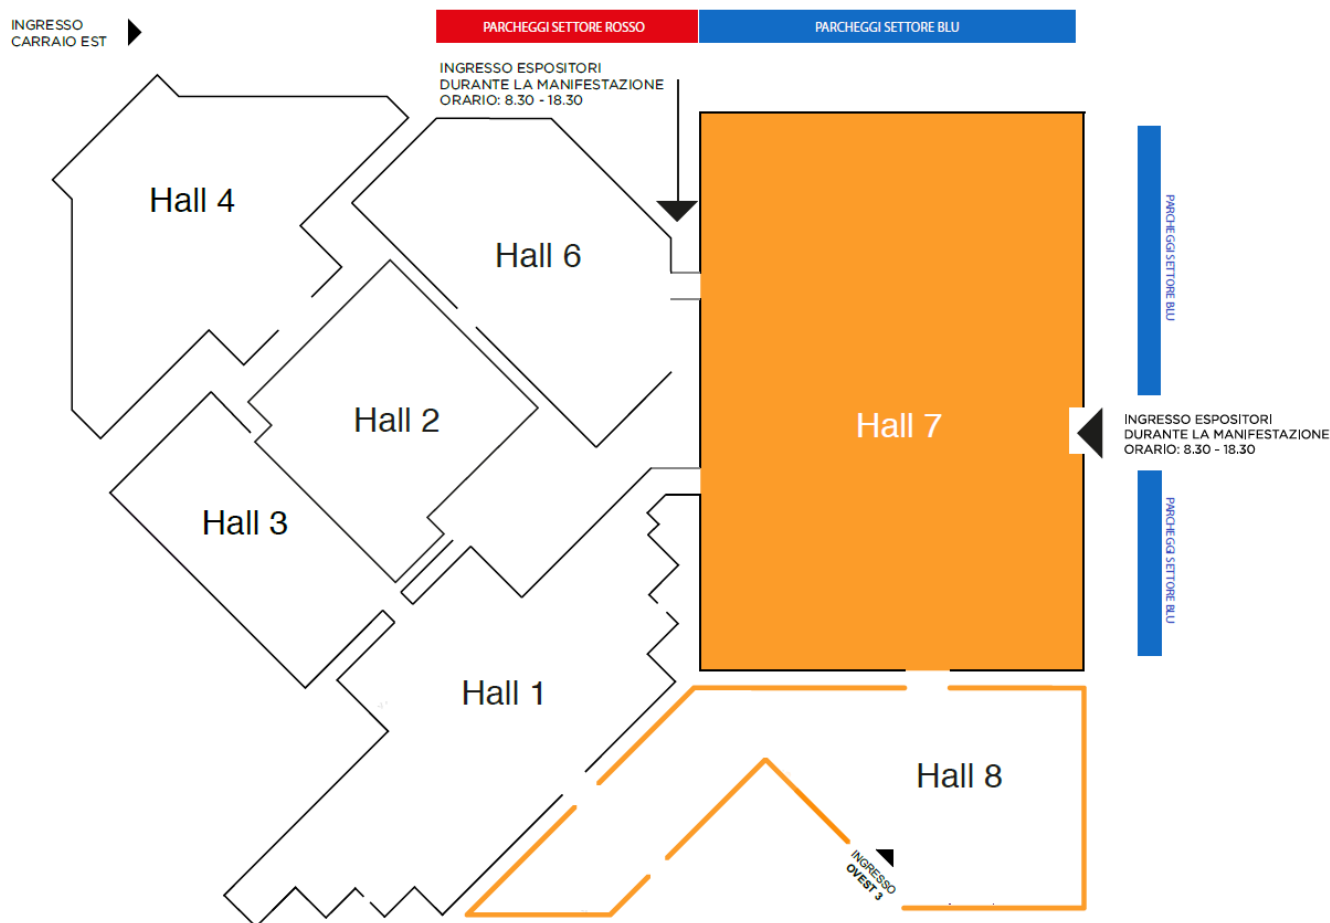 INGRESSO
CARRAIO EST
PARCHEGGI SETTORE ROSSO
PARCHEGGI SETTORE BLU
INGRESSO ESPOSITORI
DURANTE LA MANIFESTAZIONE
ORARIO: 8.30 - 18.30
Hall 4
Hall 6
PARCHEGGI SETTORE BLU
Hall 2
Hall 7
INGRESSO ESPOSITORI
DURANTE LA MANIFESTAZIONE
ORARIO: 8.30 - 18.30
Hall 3
PARCHEGGI SETTORE BLU
Hall 1
Hall 8
INGRESSO
OVEST 3